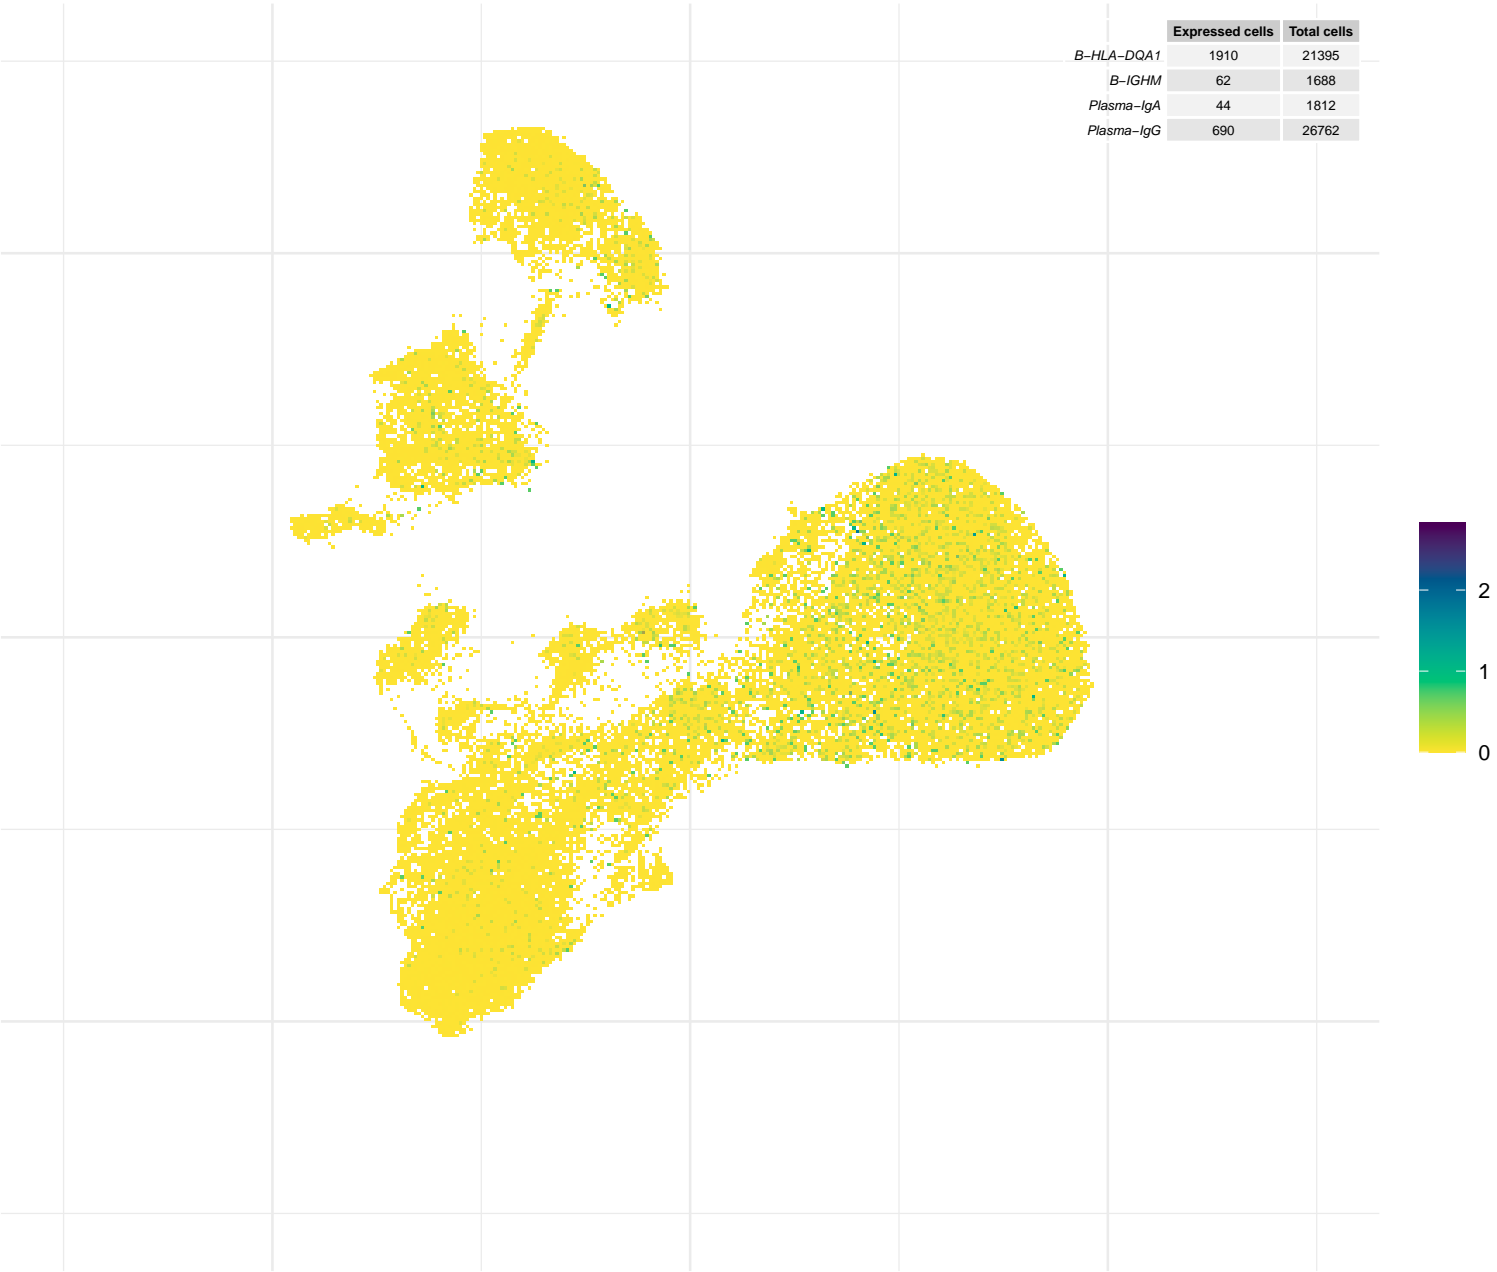 Expressed cells Total cells
B−HLA−DQA1 1910 21395
B−IGHM 62 1688
Plasma−IgA 44 1812
Plasma−IgG 690 26762
2
1
0